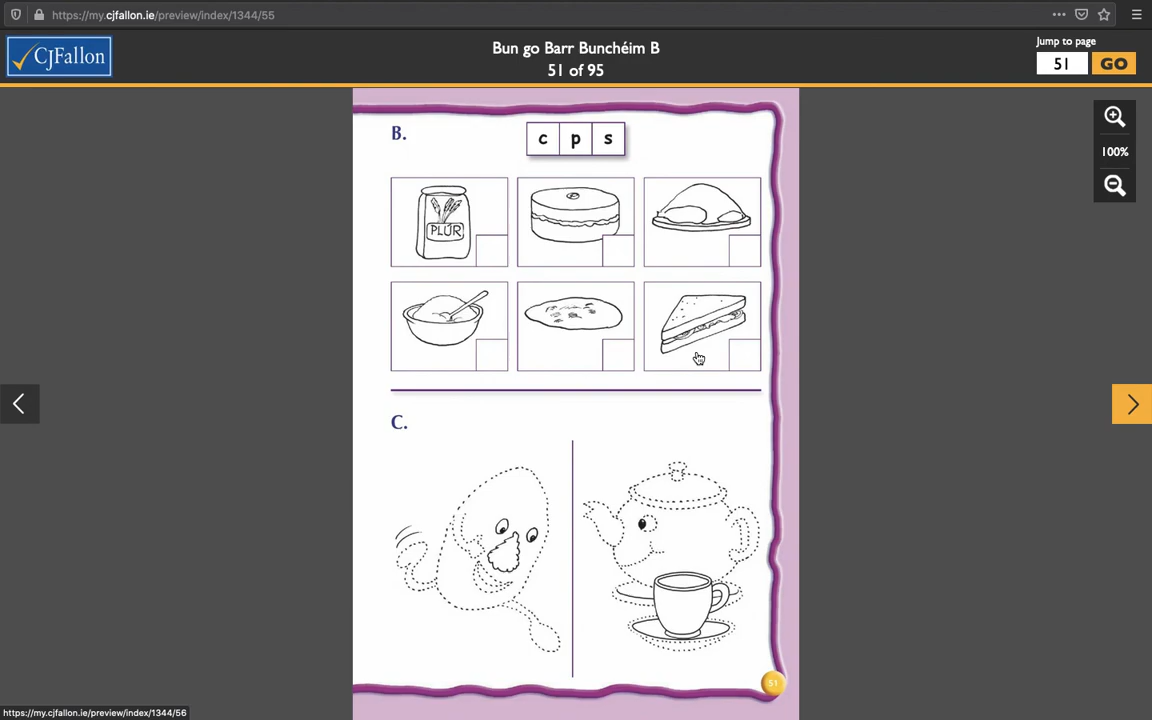 https://my.cjfallon.ie/preview/index/1344/55
CJFallon
Bun go Barr Bunchéim B
51 of 95
Jump to page
51 GO
100%
B.
c p s
PLÚR
C.
51
https://my.cjfallon.ie/preview/index/1344/56